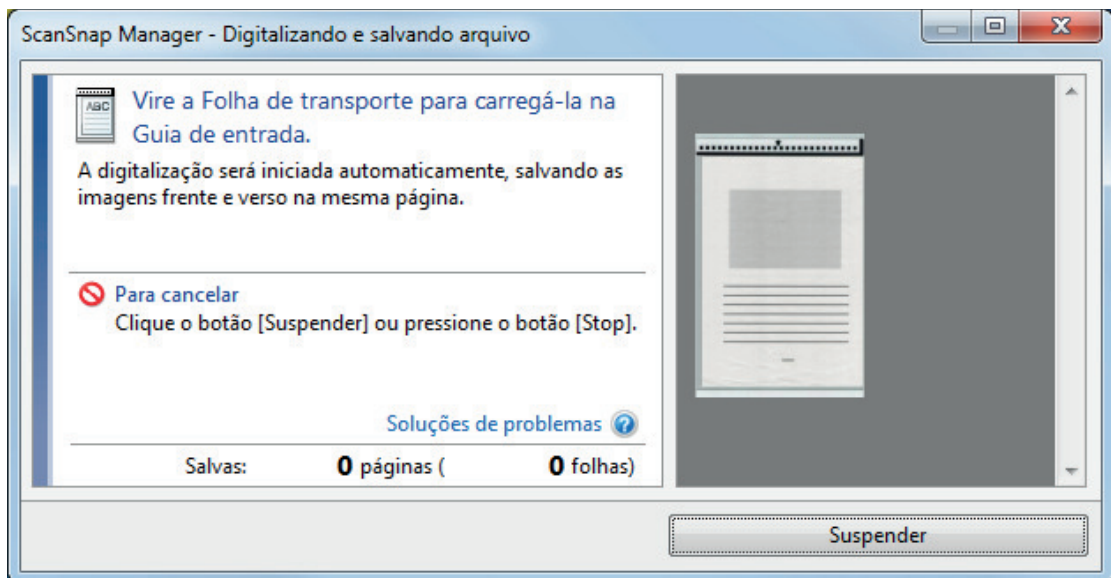 ScanSnap Manager - Digitalizando e salvando arquivo
ABC
Vire a Folha de transporte para carregá-la na
Guia de entrada.
A digitalização será iniciada automaticamente, salvando as
imagens frente e verso na mesma página.
Para cancelar
Clique o botão [Suspender] ou pressione o botão [Stop].
Soluções de problemas ?
Salvas: 0 páginas ( 0 folhas)
Suspender